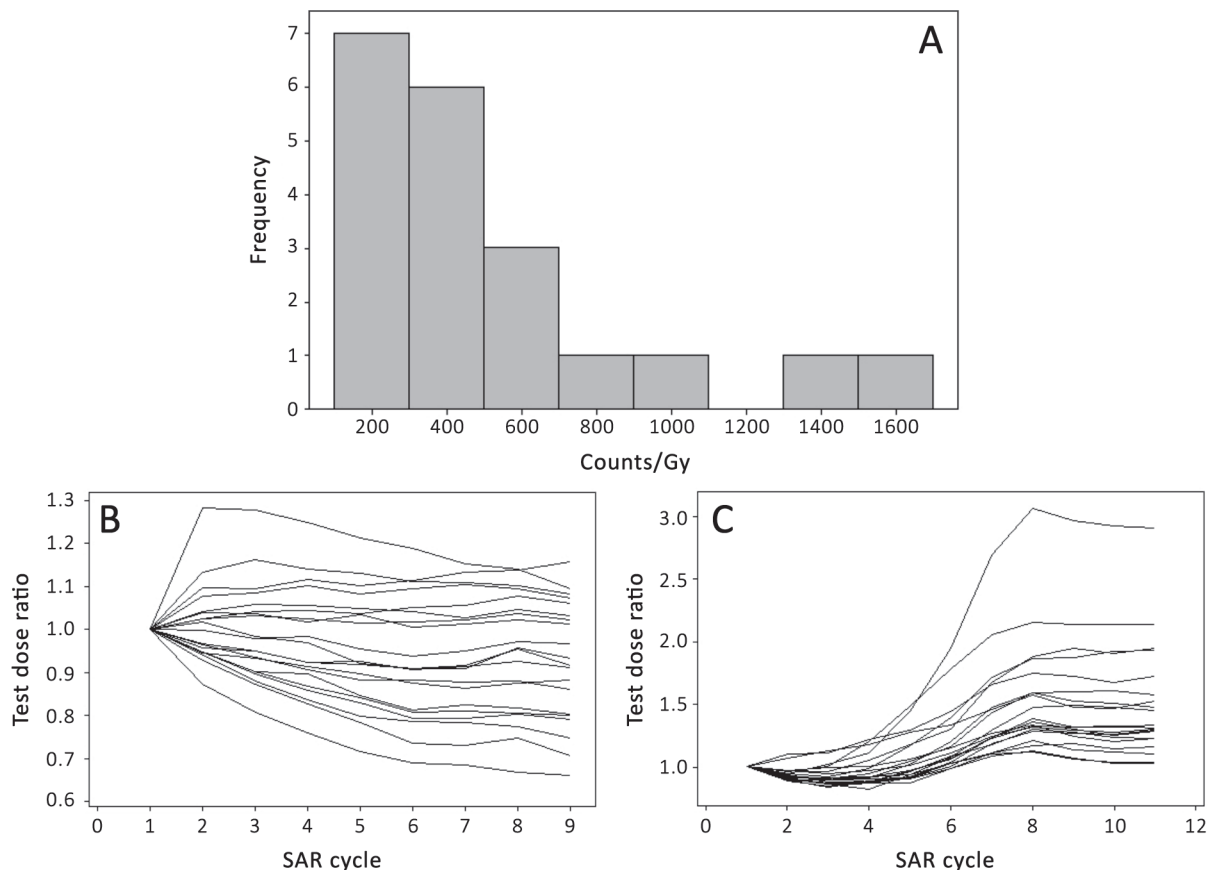 A
7
6
5
4
3
2
1
0
Frequency
200 400 600 800 1000 1200 1400 1600
Counts/Gy
B
1.3
1.2
1.1
1.0
0.9
0.8
0.7
0.6
Test dose ratio
0 1 2 3 4 5 6 7 8 9
SAR cycle
C
3.0
2.5
2.0
1.5
1.0
Test dose ratio
0 2 4 6 8 10 12
SAR cycle